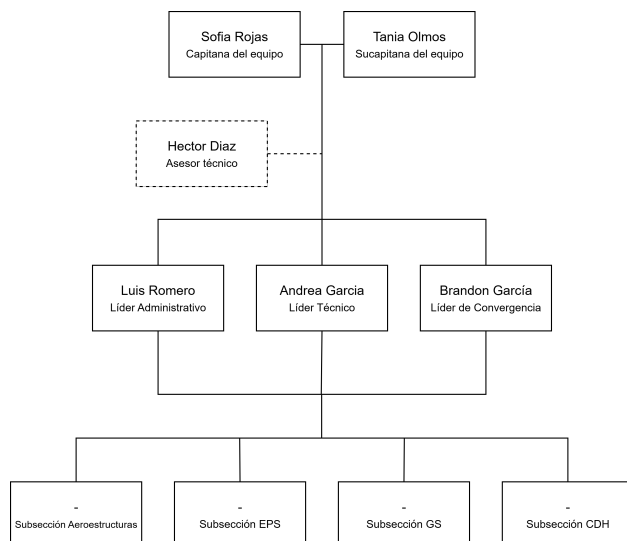 Sofia Rojas
Capitana del equipo
Tania Olmos
Sucapitana del equipo
Hector Diaz
Asesor técnico
Luis Romero
Líder Administrativo
Andrea Garcia
Líder Técnico
Brandon García
Líder de Convergencia
-
Subsección Aeroestructuras
-
Subsección EPS
-
Subsección GS
-
Subsección CDH